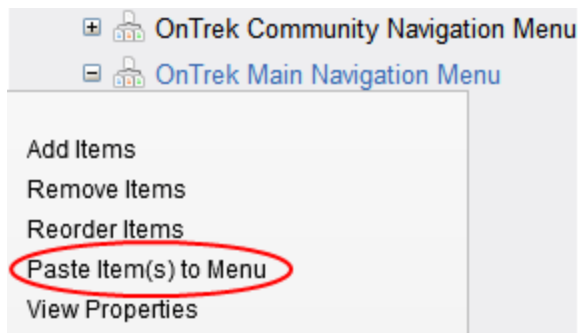 OnTrek Community Navigation Menu
OnTrek Main Navigation Menu
Add Items
Remove Items
Reorder Items
Paste Item(s) to Menu
View Properties